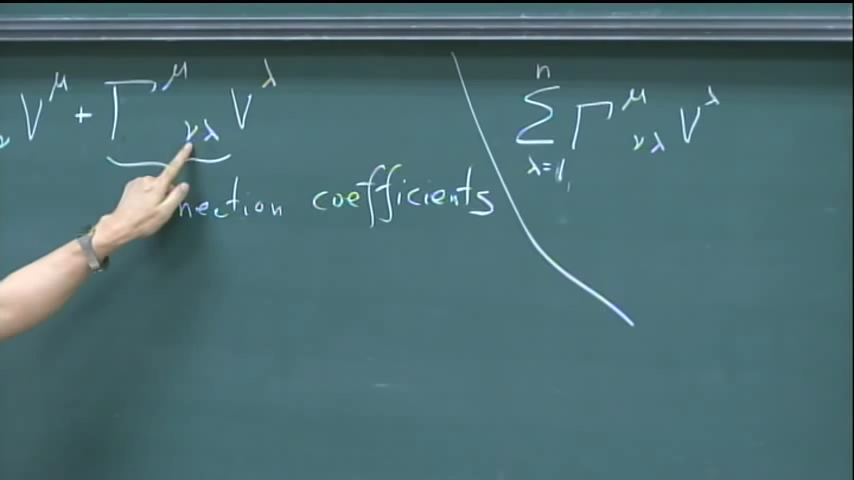 ν V^μ + Γ^μ_νλ V^λ
nection coefficients
∑_{λ=1}^n Γ^μ_νλ V^λ